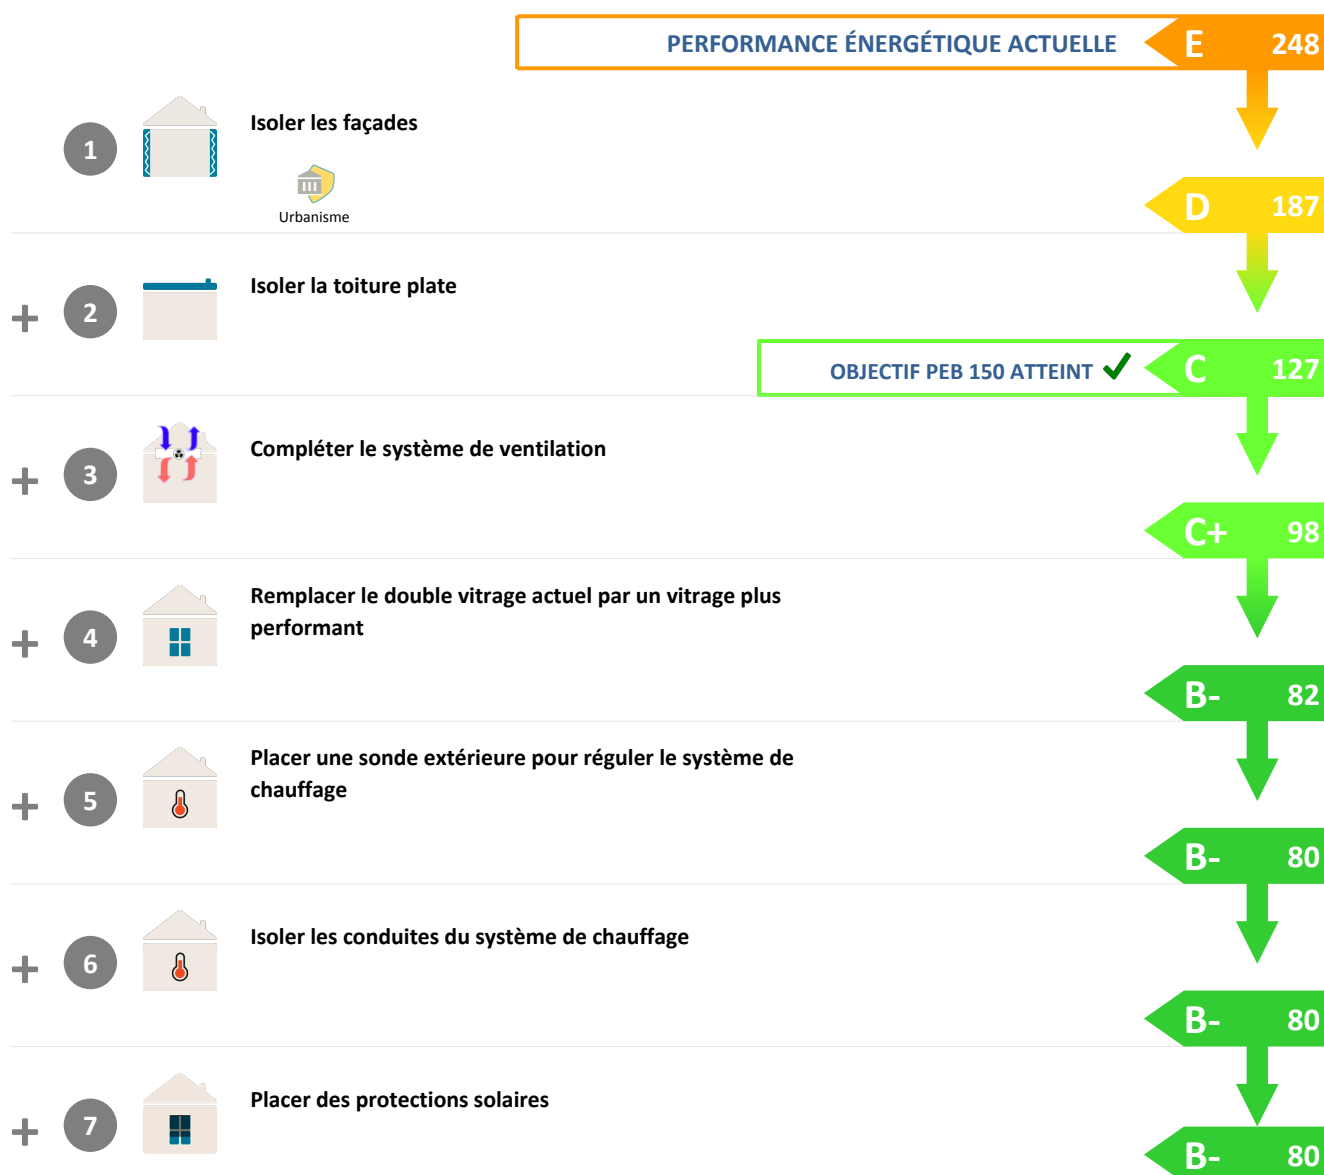 PERFORMANCE ÉNERGÉTIQUE ACTUELLE E 248
1 Isoler les façades
Urbanisme
D 187
+ 2 Isoler la toiture plate
OBJECTIF PEB 150 ATTEINT C 127
+ 3 Compléter le système de ventilation
C+ 98
+ 4 Remplacer le double vitrage actuel par un vitrage plus
performant
B- 82
+ 5 Placer une sonde extérieure pour réguler le système de
chauffage
B- 80
+ 6 Isoler les conduites du système de chauffage
B- 80
+ 7 Placer des protections solaires
B- 80